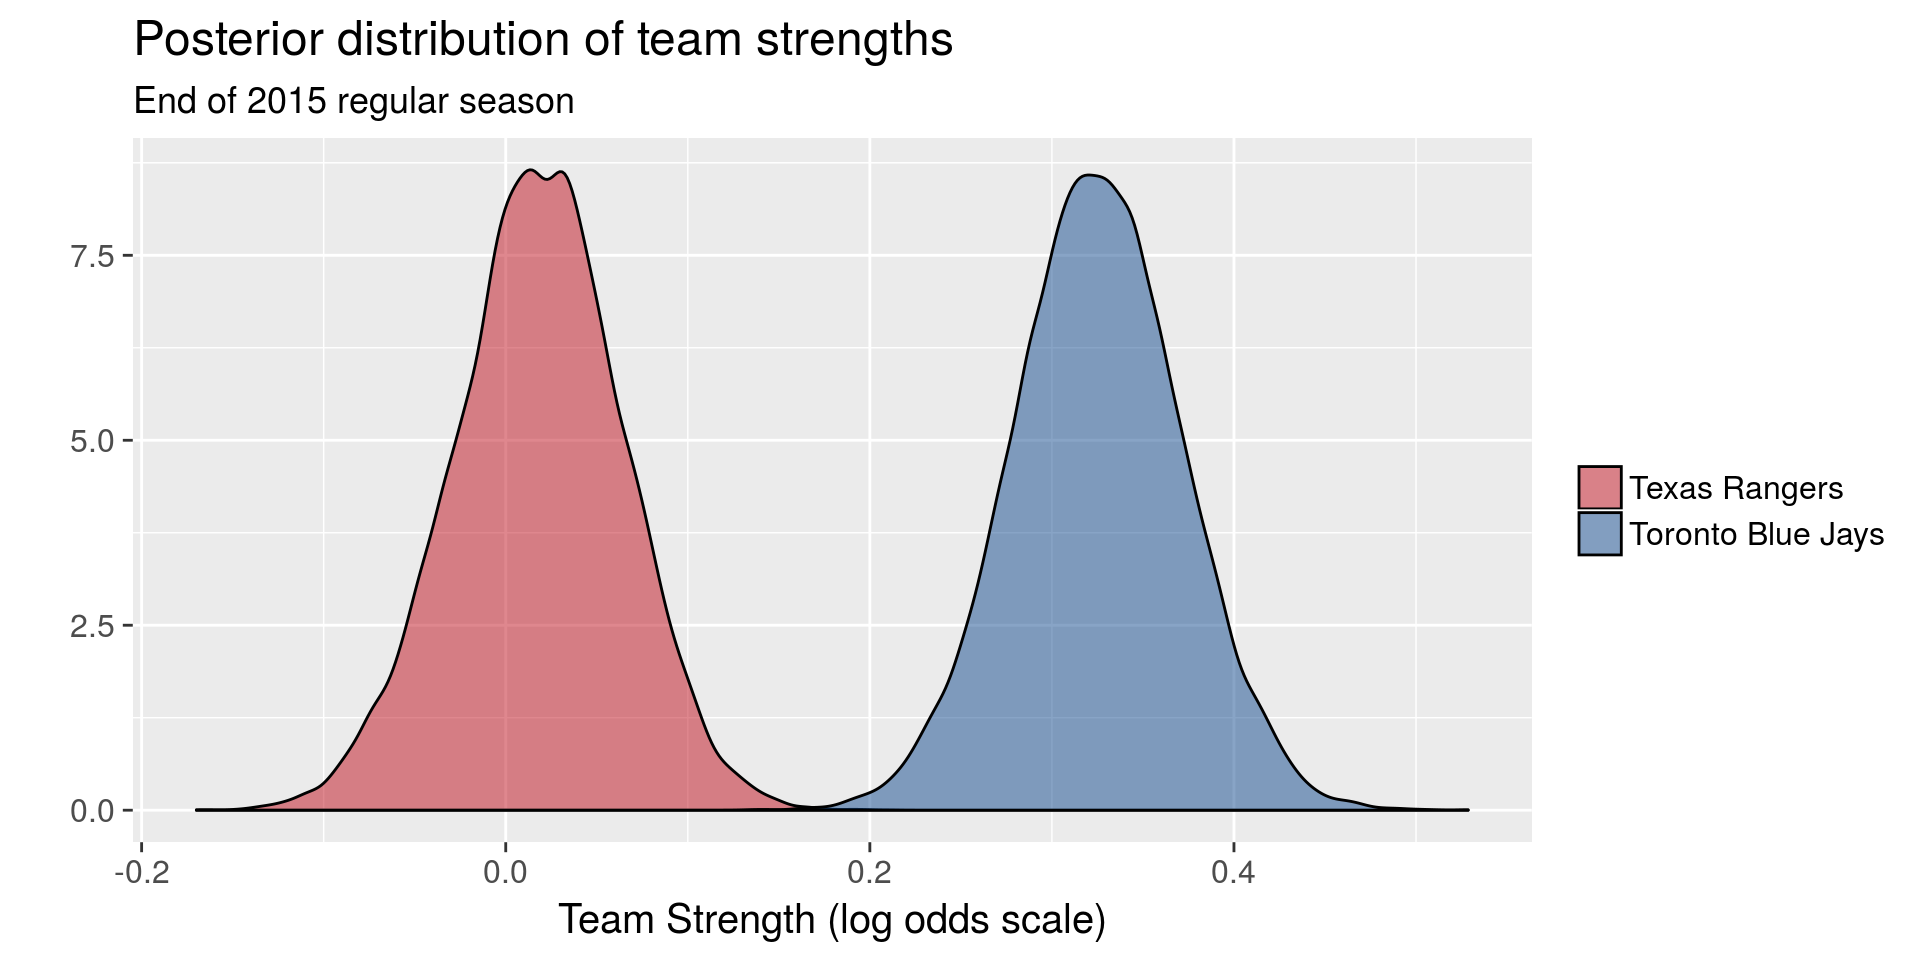 Posterior distribution of team strengths
End of 2015 regular season
7.5
5.0
2.5
0.0
-0.2 0.0 0.2 0.4
Team Strength (log odds scale)
Texas Rangers
Toronto Blue Jays